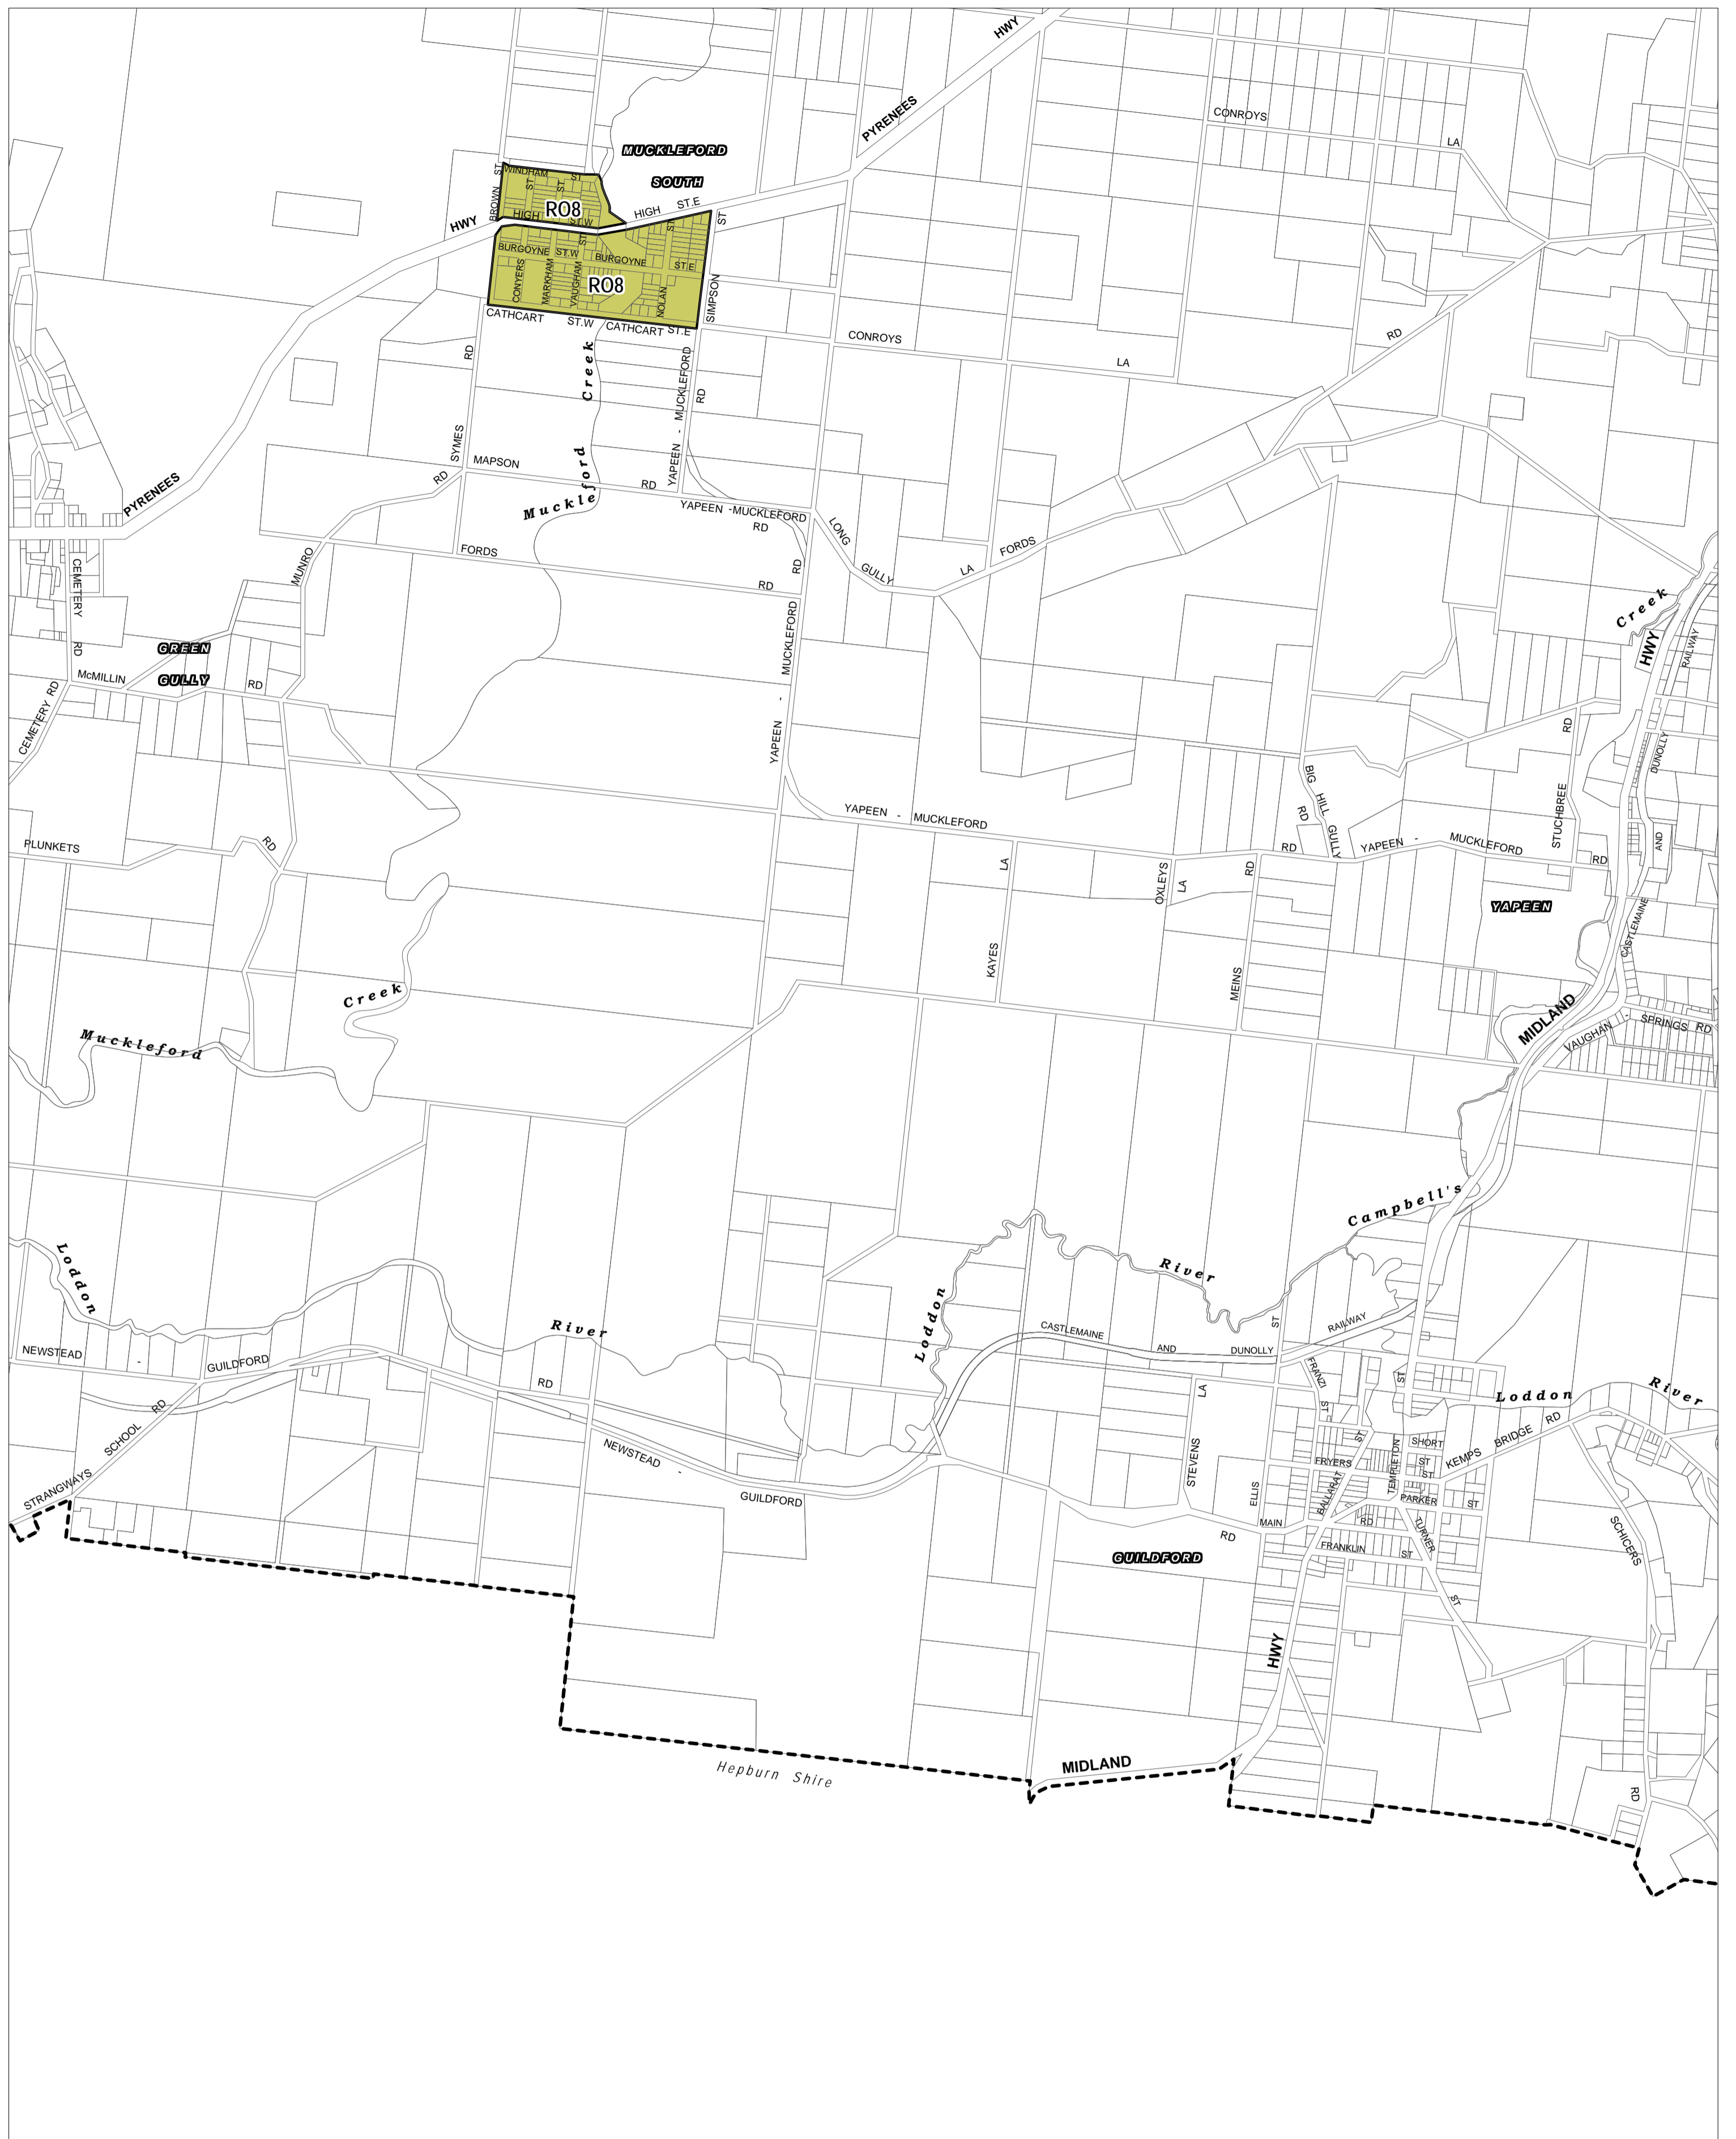 HWY
PYRENEES
CONROYS
LA
MUCKLEFORD
SOUTH
WINDHAM
ST
ST
ST.
ST
BROWN
RO8
HIGH
ST.W
HIGH
ST.E
HWY
ST
ST
ST
BURGOYNE
ST.W
BURGOYNE
ST.E
CONYERS
MARKHAM
VAUGHAM
RO8
NOLAN
SIMPSON
CATHCART
ST.W
CATHCART
ST.E
CONROYS
LA
RD
RD
Creek
YAPEEN - MUCKLEFORD
RD
SYMES
MAPSON
RD
RD
Muckleford
PYRENEES
YAPEEN -MUCKLEFORD
RD
LONG
GULLY
LA
FORDS
FORDS
RD
RD
MUNRO
CEMETERY
RD
Creek
HWY
RAILWAY
GREEN
GULLY
McMILLIN
RD
CEMETERY RD
YAPEEN - MUCKLEFORD
RD
DUNOLLY
BIG HILL GULLY
RD
STUCHBREE
YAPEEN - MUCKLEFORD
RD
YAPEEN - MUCKLEFORD
RD
AND
PLUNKETS
RD
LA
OXLEYS
LA
RD
YAPEEN
CASTLEMAINE
KAYES
MEINS
Creek
MIDLAND
VAUGHAN - SPRINGS RD
Muckleford
Campbell's
Loddon
River
River
Loddon
CASTLEMAINE
AND
DUNOLLY
RAILWAY
ST
NEWSTEAD
-
GUILDFORD
RD
FRANZI
ST
ST
LA
Loddon
River
SCHOOL
RD
STRANGWAYS
NEWSTEAD
-
GUILDFORD
STEVENS
ST
SHORT
ST
FRYERS
ST
KEMPS
BRIDGE
RD
TEMPLETON
BALLARAT
ELLIS
PARKER
ST
MAIN
RD
RD
TURNER
FRANKLIN
ST
SCHICERS
GUILDFORD
ST
HWY
MIDLAND
Hepburn Shire
RD